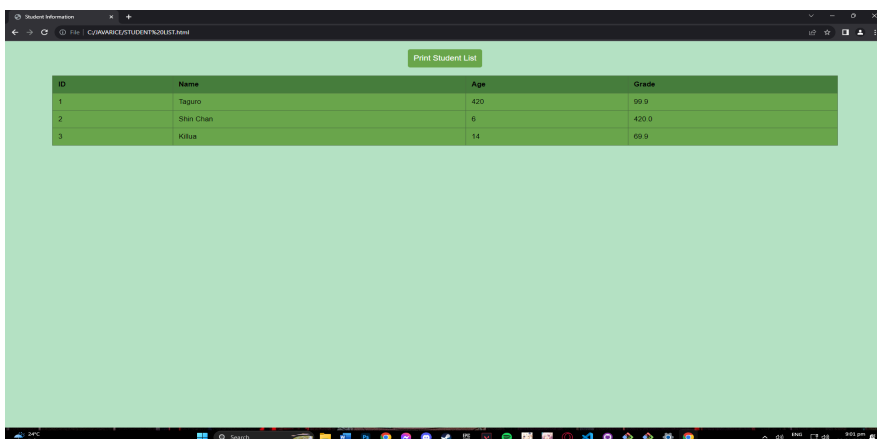 Student Information
File C:/JAVARICE/STUDENT%20LIST.html
Print Student List
ID Name Age Grade
1 Taguro 420 99.9
2 Shin Chan 6 420.0
3 Killua 14 69.9
24°C Search ENG 9:01 pm